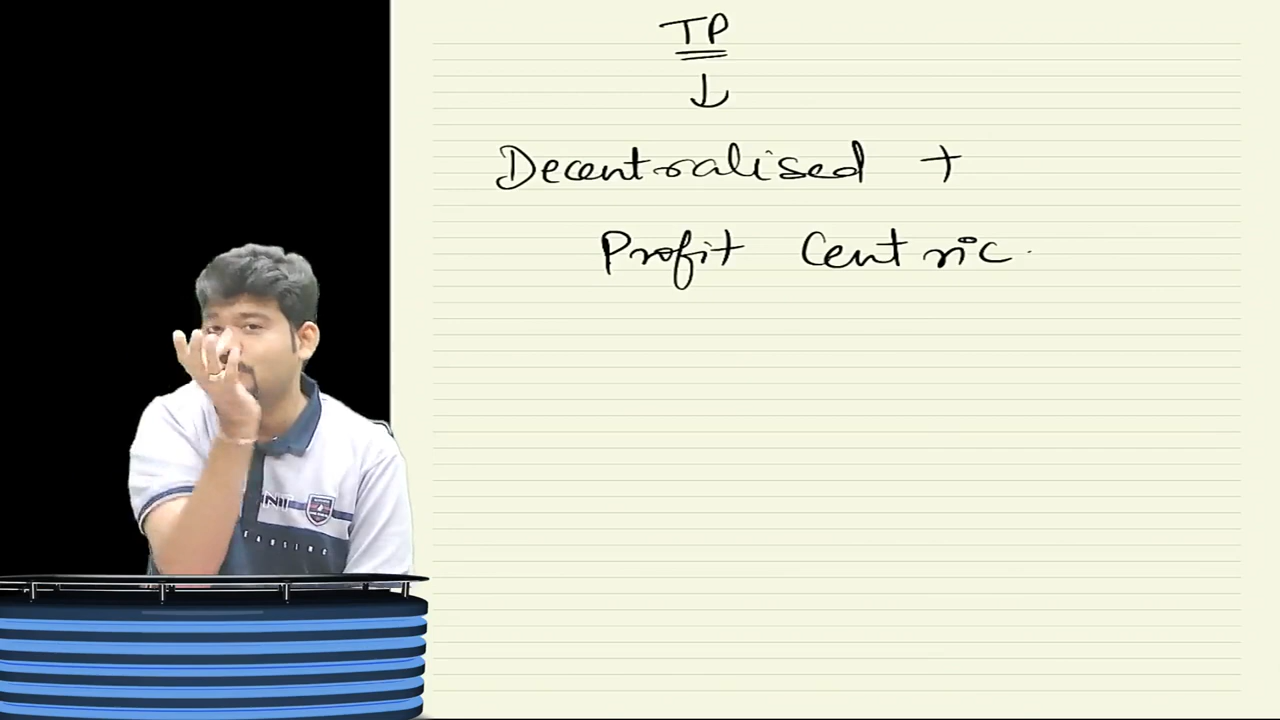 TP
↓
Decentralised +
Profit Centric.